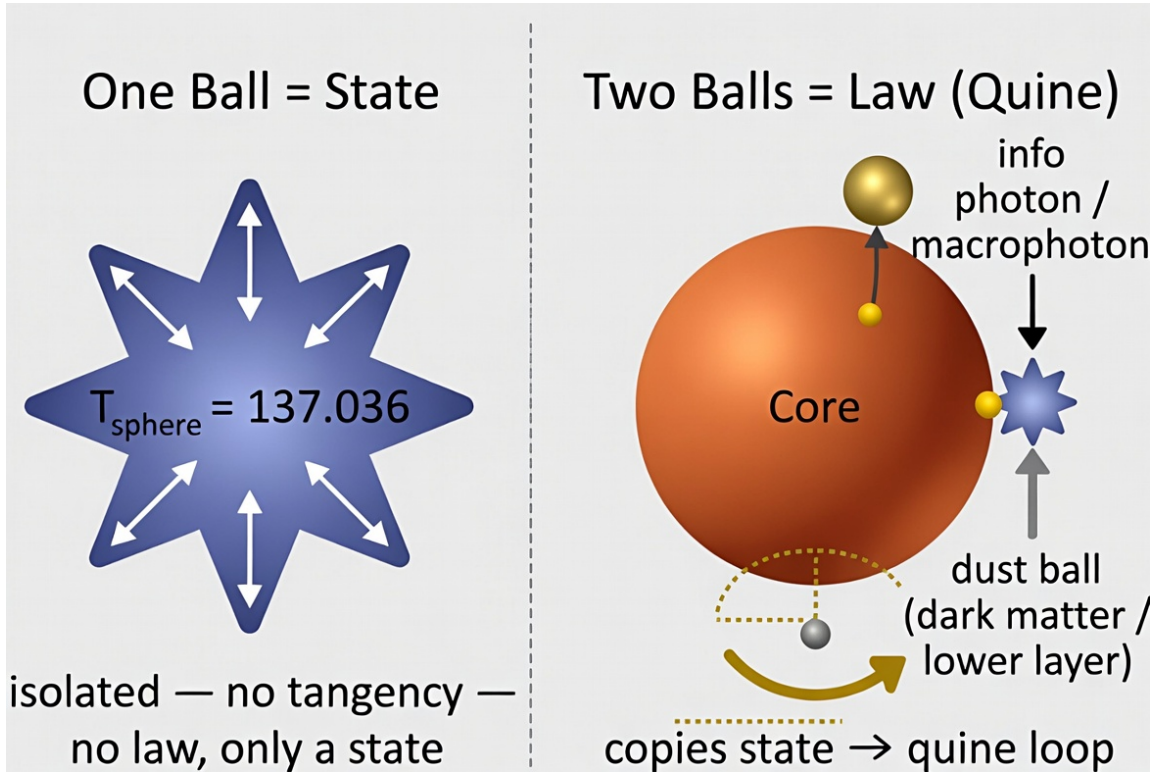 One Ball = State
T_sphere = 137.036
isolated — no tangency —
no law, only a state
Two Balls = Law (Quine)
info
photon /
macrophoton
Core
dust ball
(dark matter /
lower layer)
copies state → quine loop